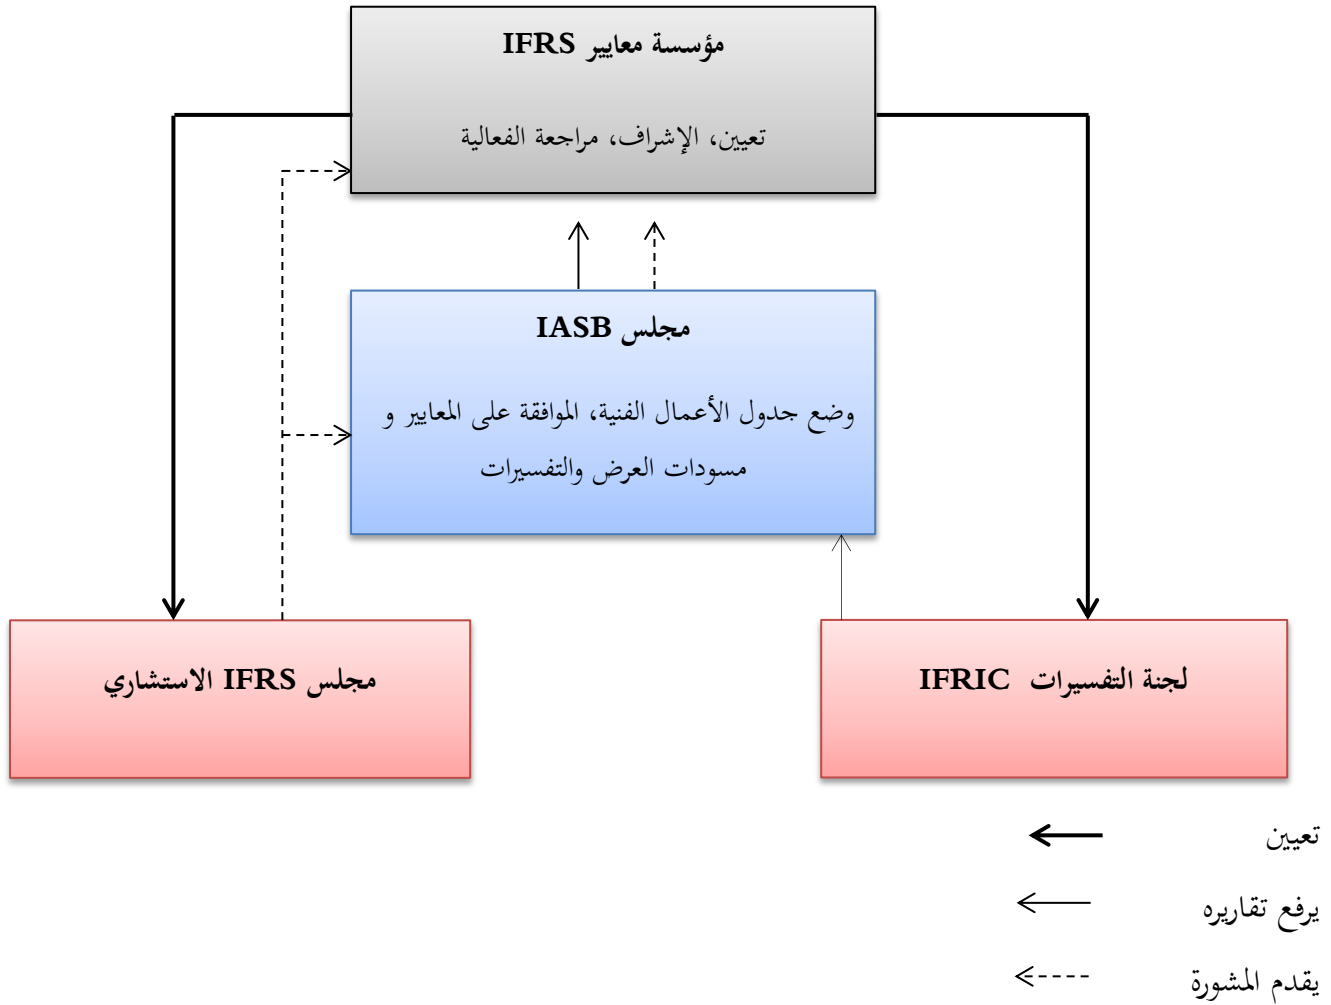 مؤسسة معايير IFRS
تعيين، الإشراف، مراجعة الفعالية
مجلس IASB
وضع جدول الأعمال الفنية، الموافقة على المعايير و
مسودات العرض والتفسيرات
لجنة التفسيرات IFRIC
مجلس IFRS الاستشاري
تعيين
يرفع تقاريره
يقدم المشورة